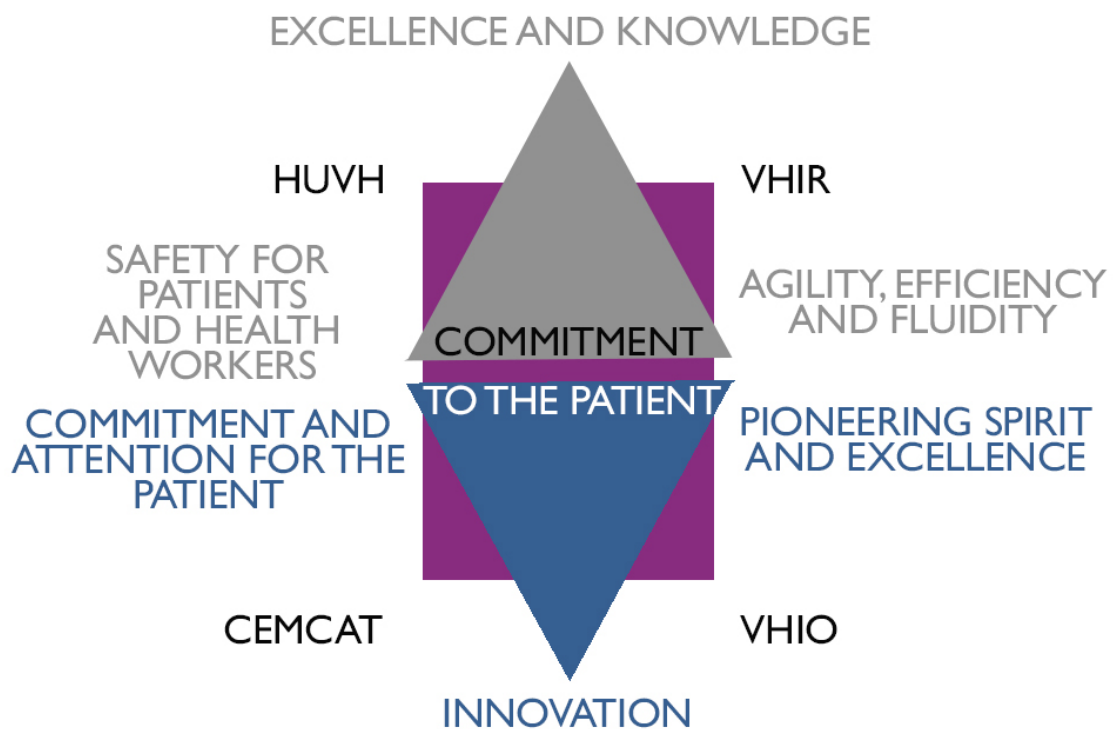 EXCELLENCE AND KNOWLEDGE
HUVH
VHIR
SAFETY FOR
PATIENTS
AND HEALTH
WORKERS
AGILITY, EFFICIENCY
AND FLUIDITY
COMMITMENT
TO THE PATIENT
COMMITMENT AND
ATTENTION FOR THE
PATIENT
PIONEERING SPIRIT
AND EXCELLENCE
CEMCAT
VHIO
INNOVATION